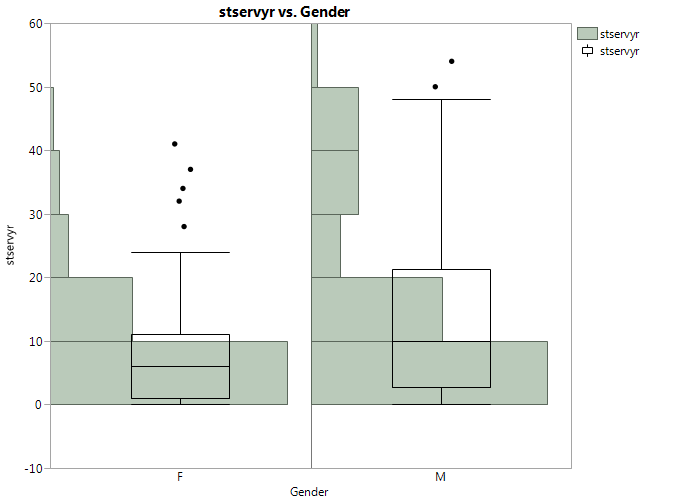 stservyr vs. Gender
60
50
40
30
20
10
0
-10
stservyr
F
M
Gender
stservyr
stservyr